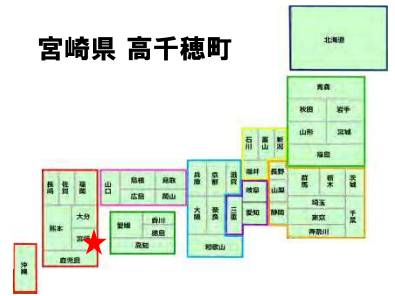 宮崎県 高千穂町
北海道
青森
秋田 岩手
山形 宮城
福島
石川 富山 新潟
福井 長野
岐阜 山梨
愛知 静岡
群馬 栃木 茨城
埼玉
東京 千葉
神奈川
兵庫 京都 滋賀
大阪 奈良 三重
和歌山
山口 島根 鳥取
広島 岡山
愛媛 香川
徳島
高知
長崎 佐賀 福岡
大分
熊本
宮崎
鹿児島
沖縄